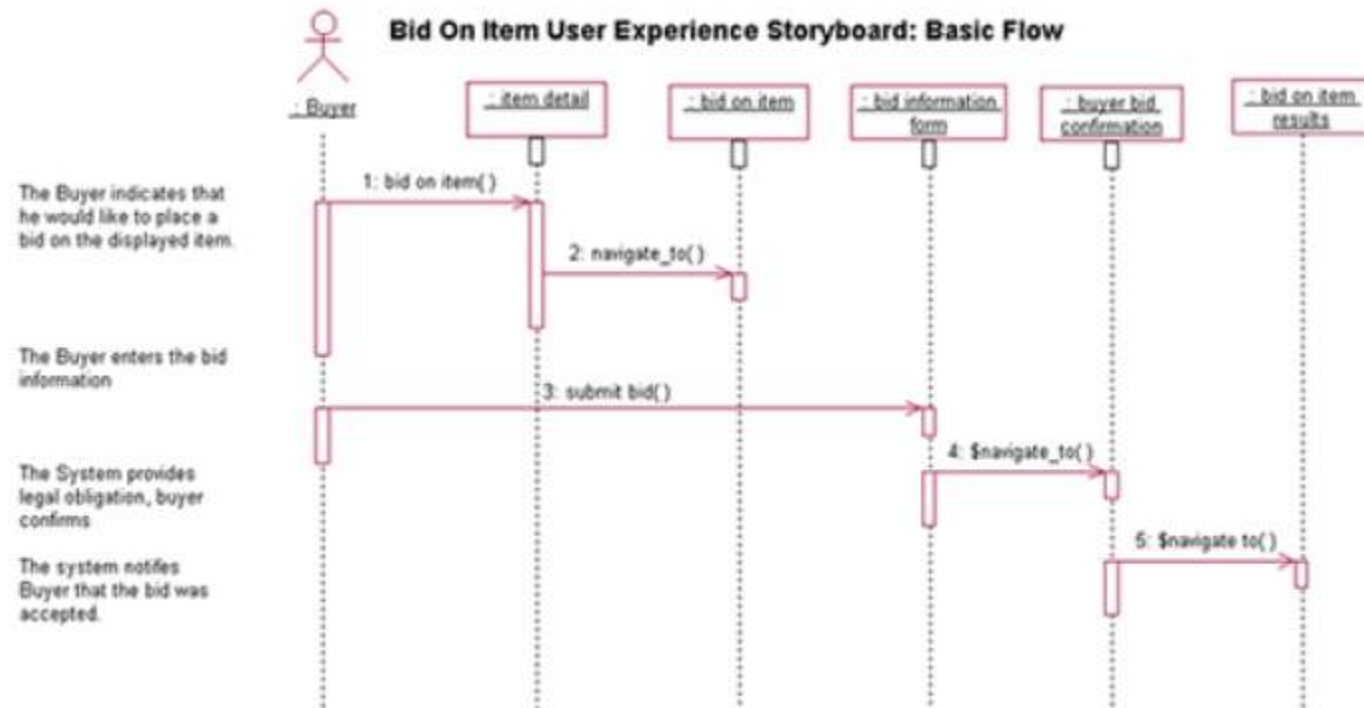 Bid On Item User Experience Storyboard: Basic Flow
: Buyer
: item detail
: bid on item
: bid information
form
: buyer bid
confirmation
: bid on item
results
The Buyer indicates that
he would like to place a
bid on the displayed item.
1: bid on item( )
2: navigate_to( )
The Buyer enters the bid
information
3: submit bid( )
The System provides
legal obligation, buyer
confirms
4: $navigate_to( )
The system notifes
Buyer that the bid was
accepted.
5: $navigate to( )